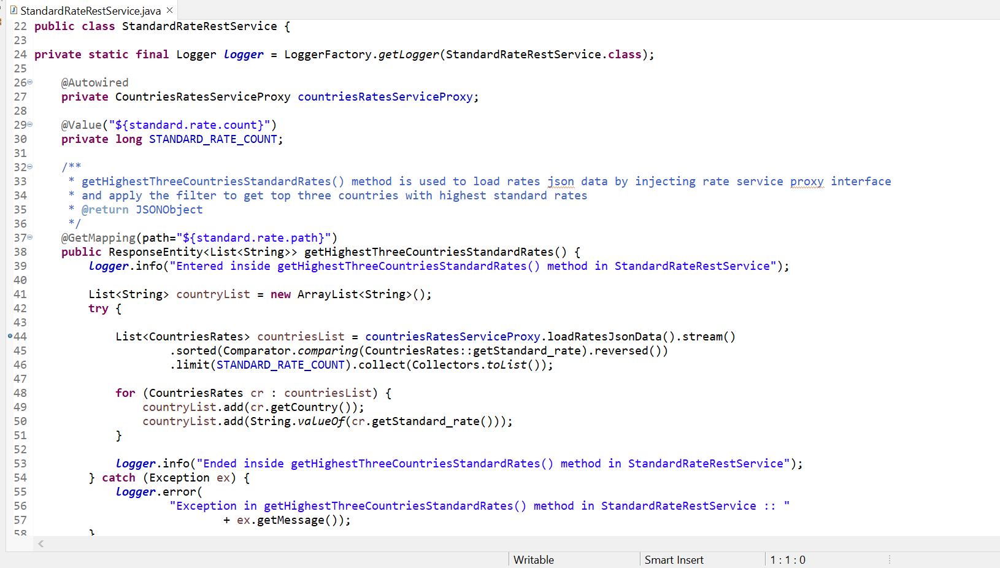 StandardRateRestService.java
22 public class StandardRateRestService {
23
24 private static final Logger logger = LoggerFactory.getLogger(StandardRateRestService.class);
25
26 @Autowired
27 private CountriesRatesServiceProxy countriesRatesServiceProxy;
28
29 @Value("${standard.rate.count}")
30 private long STANDARD_RATE_COUNT;
31
32 /**
33 * getHighestThreeCountriesStandardRates() method is used to load rates json data by injecting rate service proxy interface
34 * and apply the filter to get top three countries with highest standard rates
35 * @return JSONObject
36 */
37 @GetMapping(path="${standard.rate.path}")
38 public ResponseEntity<List<String>> getHighestThreeCountriesStandardRates() {
39 logger.info("Entered inside getHighestThreeCountriesStandardRates() method in StandardRateRestService");
40
41 List<String> countryList = new ArrayList<String>();
42 try {
43
44 List<CountriesRates> countriesList = countriesRatesServiceProxy.loadRatesJsonData().stream()
45 .sorted(Comparator.comparing(CountriesRates::getStandard_rate).reversed())
46 .limit(STANDARD_RATE_COUNT).collect(Collectors.toList());
47
48 for (CountriesRates cr : countriesList) {
49 countryList.add(cr.getCountry());
50 countryList.add(String.valueOf(cr.getStandard_rate()));
51 }
52
53 logger.info("Ended inside getHighestThreeCountriesStandardRates() method in StandardRateRestService");
54 } catch (Exception ex) {
55 logger.error(
56 "Exception in getHighestThreeCountriesStandardRates() method in StandardRateRestService :: "
57 + ex.getMessage());
58 }
Writable Smart Insert 1 : 1 : 0